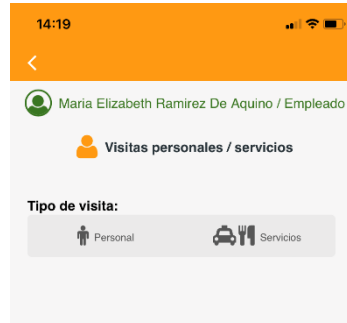 14:19
Maria Elizabeth Ramirez De Aquino / Empleado
Visitas personales / servicios
Tipo de visita:
Personal
Servicios